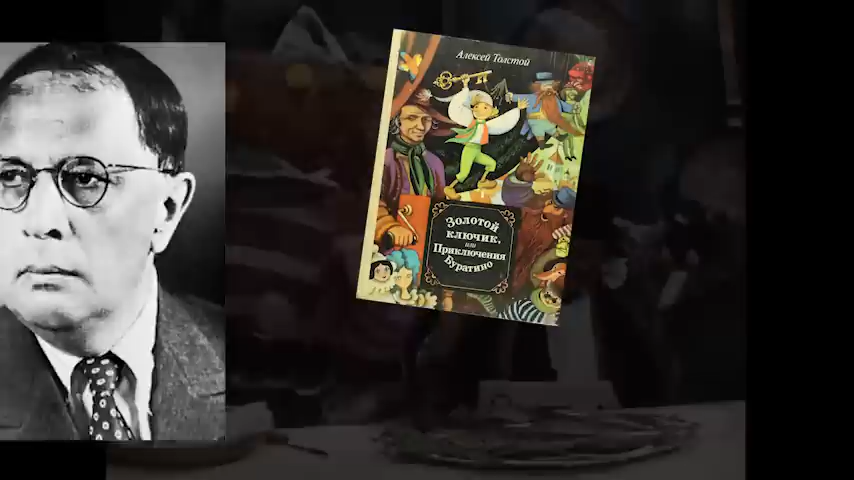 Алексей Толстой
Золотой
ключик,
или
Приключения
Буратино